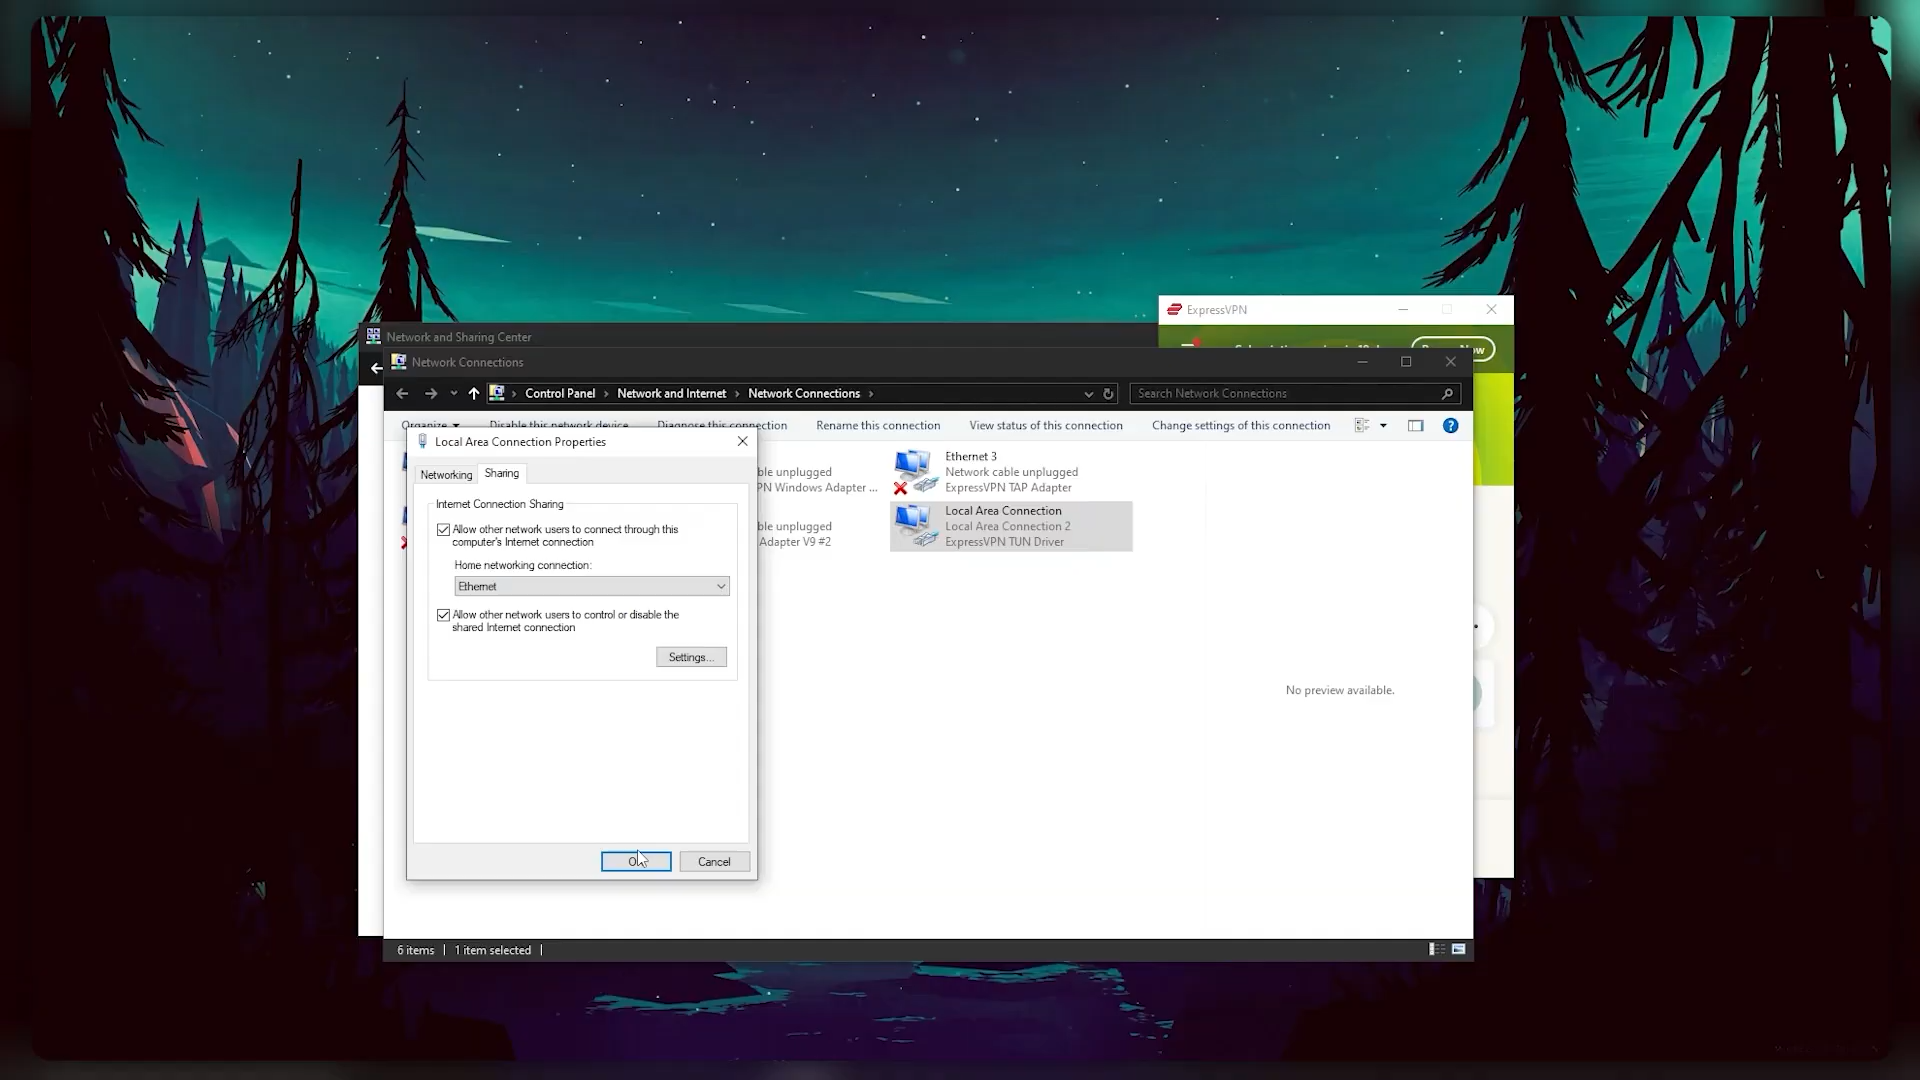 ExpressVPN
Network and Sharing Center
Network Connections
Control Panel
Network and Internet
Network Connections
Search Network Connections
Organize
Disable this network device
Diagnose this connection
Rename this connection
View status of this connection
Change settings of this connection
?
Local Area Connection Properties
Networking
Sharing
Internet Connection Sharing
Allow other network users to connect through this
computer's Internet connection
Home networking connection:
Ethernet
Allow other network users to control or disable the
shared Internet connection
Settings...
Cancel
ble unplugged
PN Windows Adapter ...
ble unplugged
Adapter V9 #2
Ethernet 3
Network cable unplugged
ExpressVPN TAP Adapter
Local Area Connection
Local Area Connection 2
ExpressVPN TUN Driver
No preview available.
6 items
1 item selected